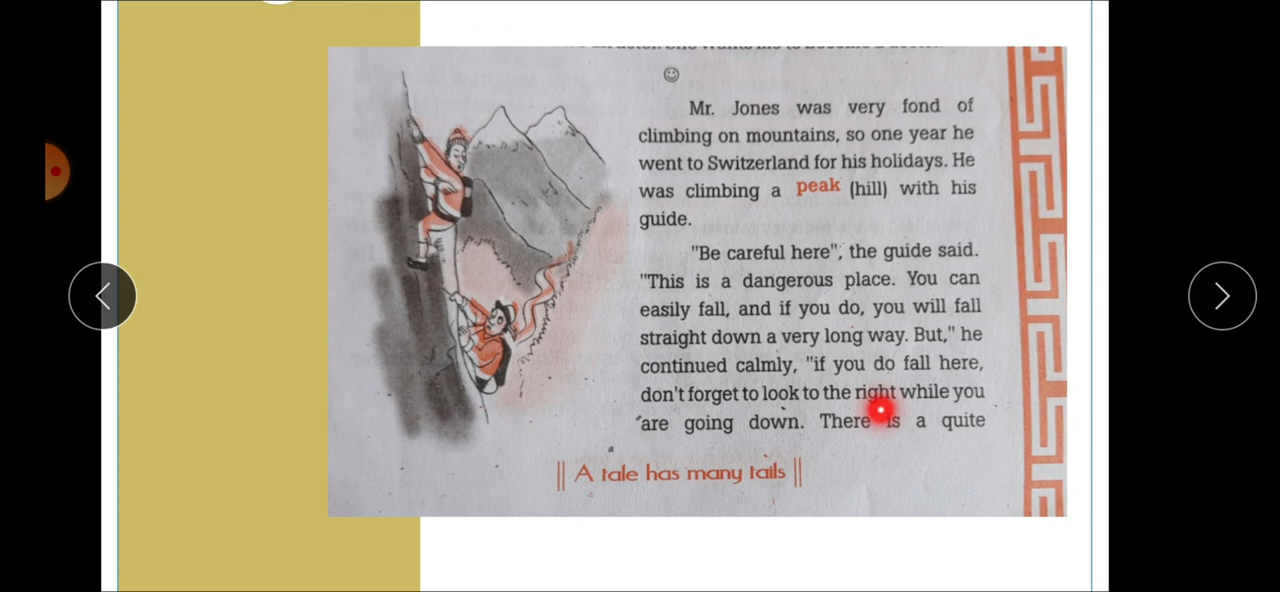 Mr. Jones was very fond of
climbing on mountains, so one year he
went to Switzerland for his holidays. He
was climbing a peak (hill) with his
guide.
"Be careful here", the guide said.
"This is a dangerous place. You can
easily fall, and if you do, you will fall
straight down a very long way. But," he
continued calmly, "if you do fall here,
don't forget to look to the right while you
are going down. There is a quite
|| A tale has many tails ||